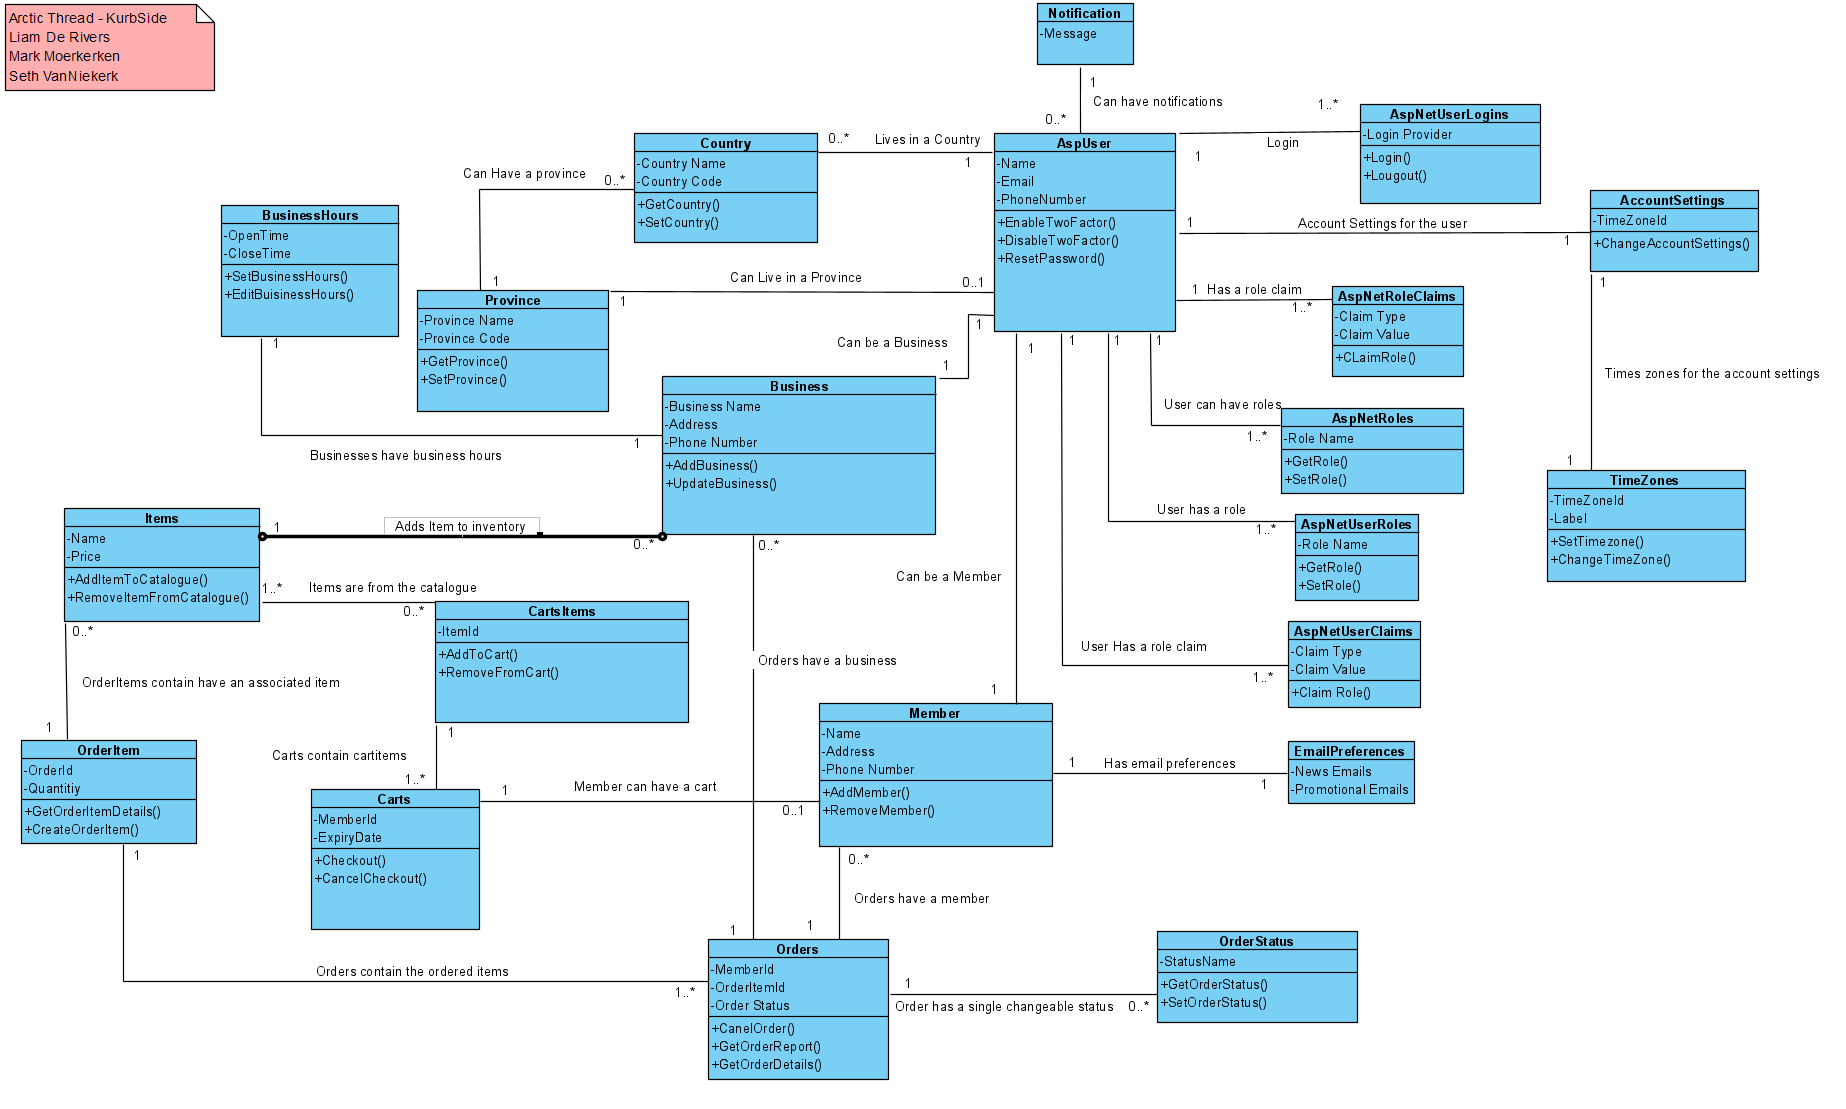 Arctic Thread - KurbSide
Liam De Rivers
Mark Moerkerken
Seth VanNiekerk
Notification
-Message
1
Can have notifications
0..*
AspUser
-Name
-Email
-PhoneNumber
+EnableTwoFactor()
+DisableTwoFactor()
+ResetPassword()
1..*
Login
1
AspNetUserLogins
-Login Provider
+Login()
+Lougout()
Country
-Country Name
-Country Code
+GetCountry()
+SetCountry()
0..*
Lives in a Country
1
Can Have a province
0..*
1
BusinessHours
-OpenTime
-CloseTime
+SetBusinessHours()
+EditBuisinessHours()
1
Province
-Province Name
-Province Code
+GetProvince()
+SetProvince()
Can Live in a Province
1
0..1
1
Account Settings for the user
1
AccountSettings
-TimeZoneId
+ChangeAccountSettings()
1
Times zones for the account settings
1
TimeZones
-TimeZoneId
-Label
+SetTimezone()
+ChangeTimeZone()
1
Has a role claim
1..*
AspNetRoleClaims
-Claim Type
-Claim Value
+CLaimRole()
1
Can be a Business
1
Business
-Business Name
-Address
-Phone Number
+AddBusiness()
+UpdateBusiness()
1
Businesses have business hours
1
1
1
1
User can have roles
1..*
AspNetRoles
-Role Name
+GetRole()
+SetRole()
User has a role
1..*
AspNetUserRoles
-Role Name
+GetRole()
+SetRole()
Items
-Name
-Price
+AddItemToCatalogue()
+RemoveItemFromCatalogue()
1
Adds Item to inventory
0..*
0..*
1..*
Items are from the catalogue
0..*
CartsItems
-ItemId
+AddToCart()
+RemoveFromCart()
Can be a Member
1
Orders have a business
User Has a role claim
1..*
AspNetUserClaims
-Claim Type
-Claim Value
+Claim Role()
0..*
OrderItems contain have an associated item
1
OrderItem
-OrderId
-Quantitiy
+GetOrderItemDetails()
+CreateOrderItem()
1
1
Carts contain cartitems
1..*
Carts
-MemberId
-ExpiryDate
+Checkout()
+CancelCheckout()
1
Member can have a cart
0..1
Member
-Name
-Address
-Phone Number
+AddMember()
+RemoveMember()
1
Has email preferences
1
EmailPreferences
-News Emails
-Promotional Emails
0..*
Orders have a member
1
1
Orders
-MemberId
-OrderItemId
-Order Status
+CanelOrder()
+GetOrderReport()
+GetOrderDetails()
Orders contain the ordered items
1..*
1
Order has a single changeable status
0..*
OrderStatus
-StatusName
+GetOrderStatus()
+SetOrderStatus()